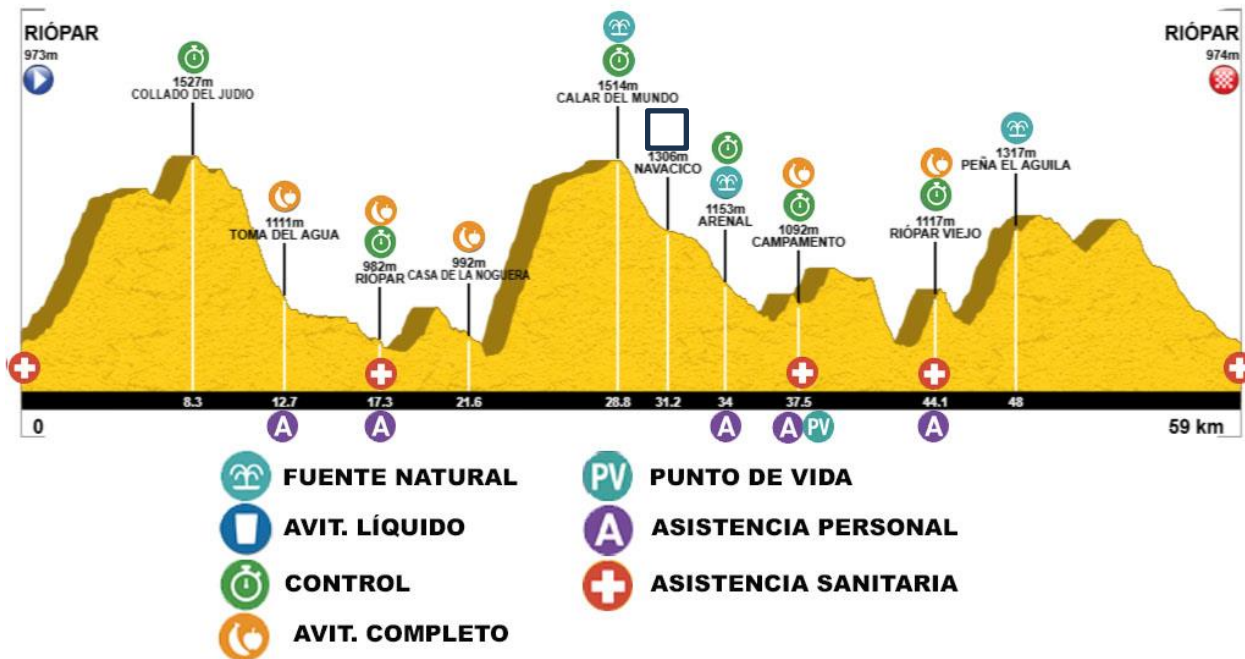 RIÓPAR
973m
1527m
COLLADO DEL JUDIO
1111m
TOMA DEL AGUA
982m
RIÓPAR
992m
CASA DE LA NOGUERA
1514m
CALAR DEL MUNDO
1306m
NAVACICO
1153m
ARENAL
1092m
CAMPAMENTO
1117m
RIÓPAR VIEJO
1317m
PEÑA EL AGUILA
RIÓPAR
974m
8.3 12.7 17.3 21.6 28.8 31.2 34 37.5 44.1 48
0 A A A A PV A 59 km
FUENTE NATURAL
AVIT. LÍQUIDO
CONTROL
AVIT. COMPLETO
PV PUNTO DE VIDA
A ASISTENCIA PERSONAL
ASISTENCIA SANITARIA